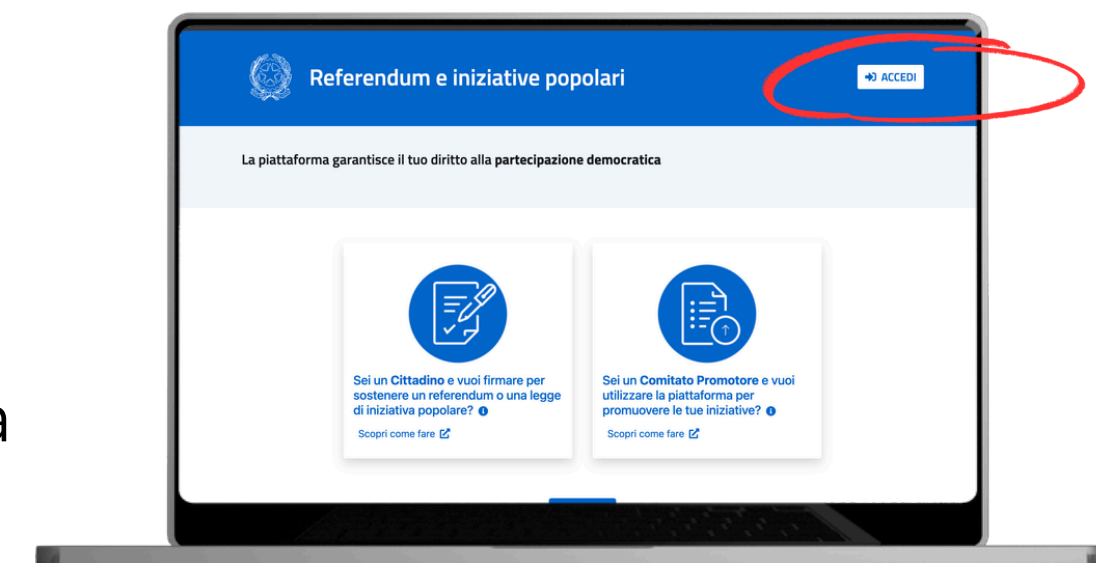 Referendum e iniziative popolari
ACCEDI
La piattaforma garantisce il tuo diritto alla partecipazione democratica
Sei un Cittadino e vuoi firmare per
sostenere un referendum o una legge
di iniziativa popolare?
Scopri come fare
Sei un Comitato Promotore e vuoi
utilizzare la piattaforma per
promuovere le tue iniziative?
Scopri come fare
a